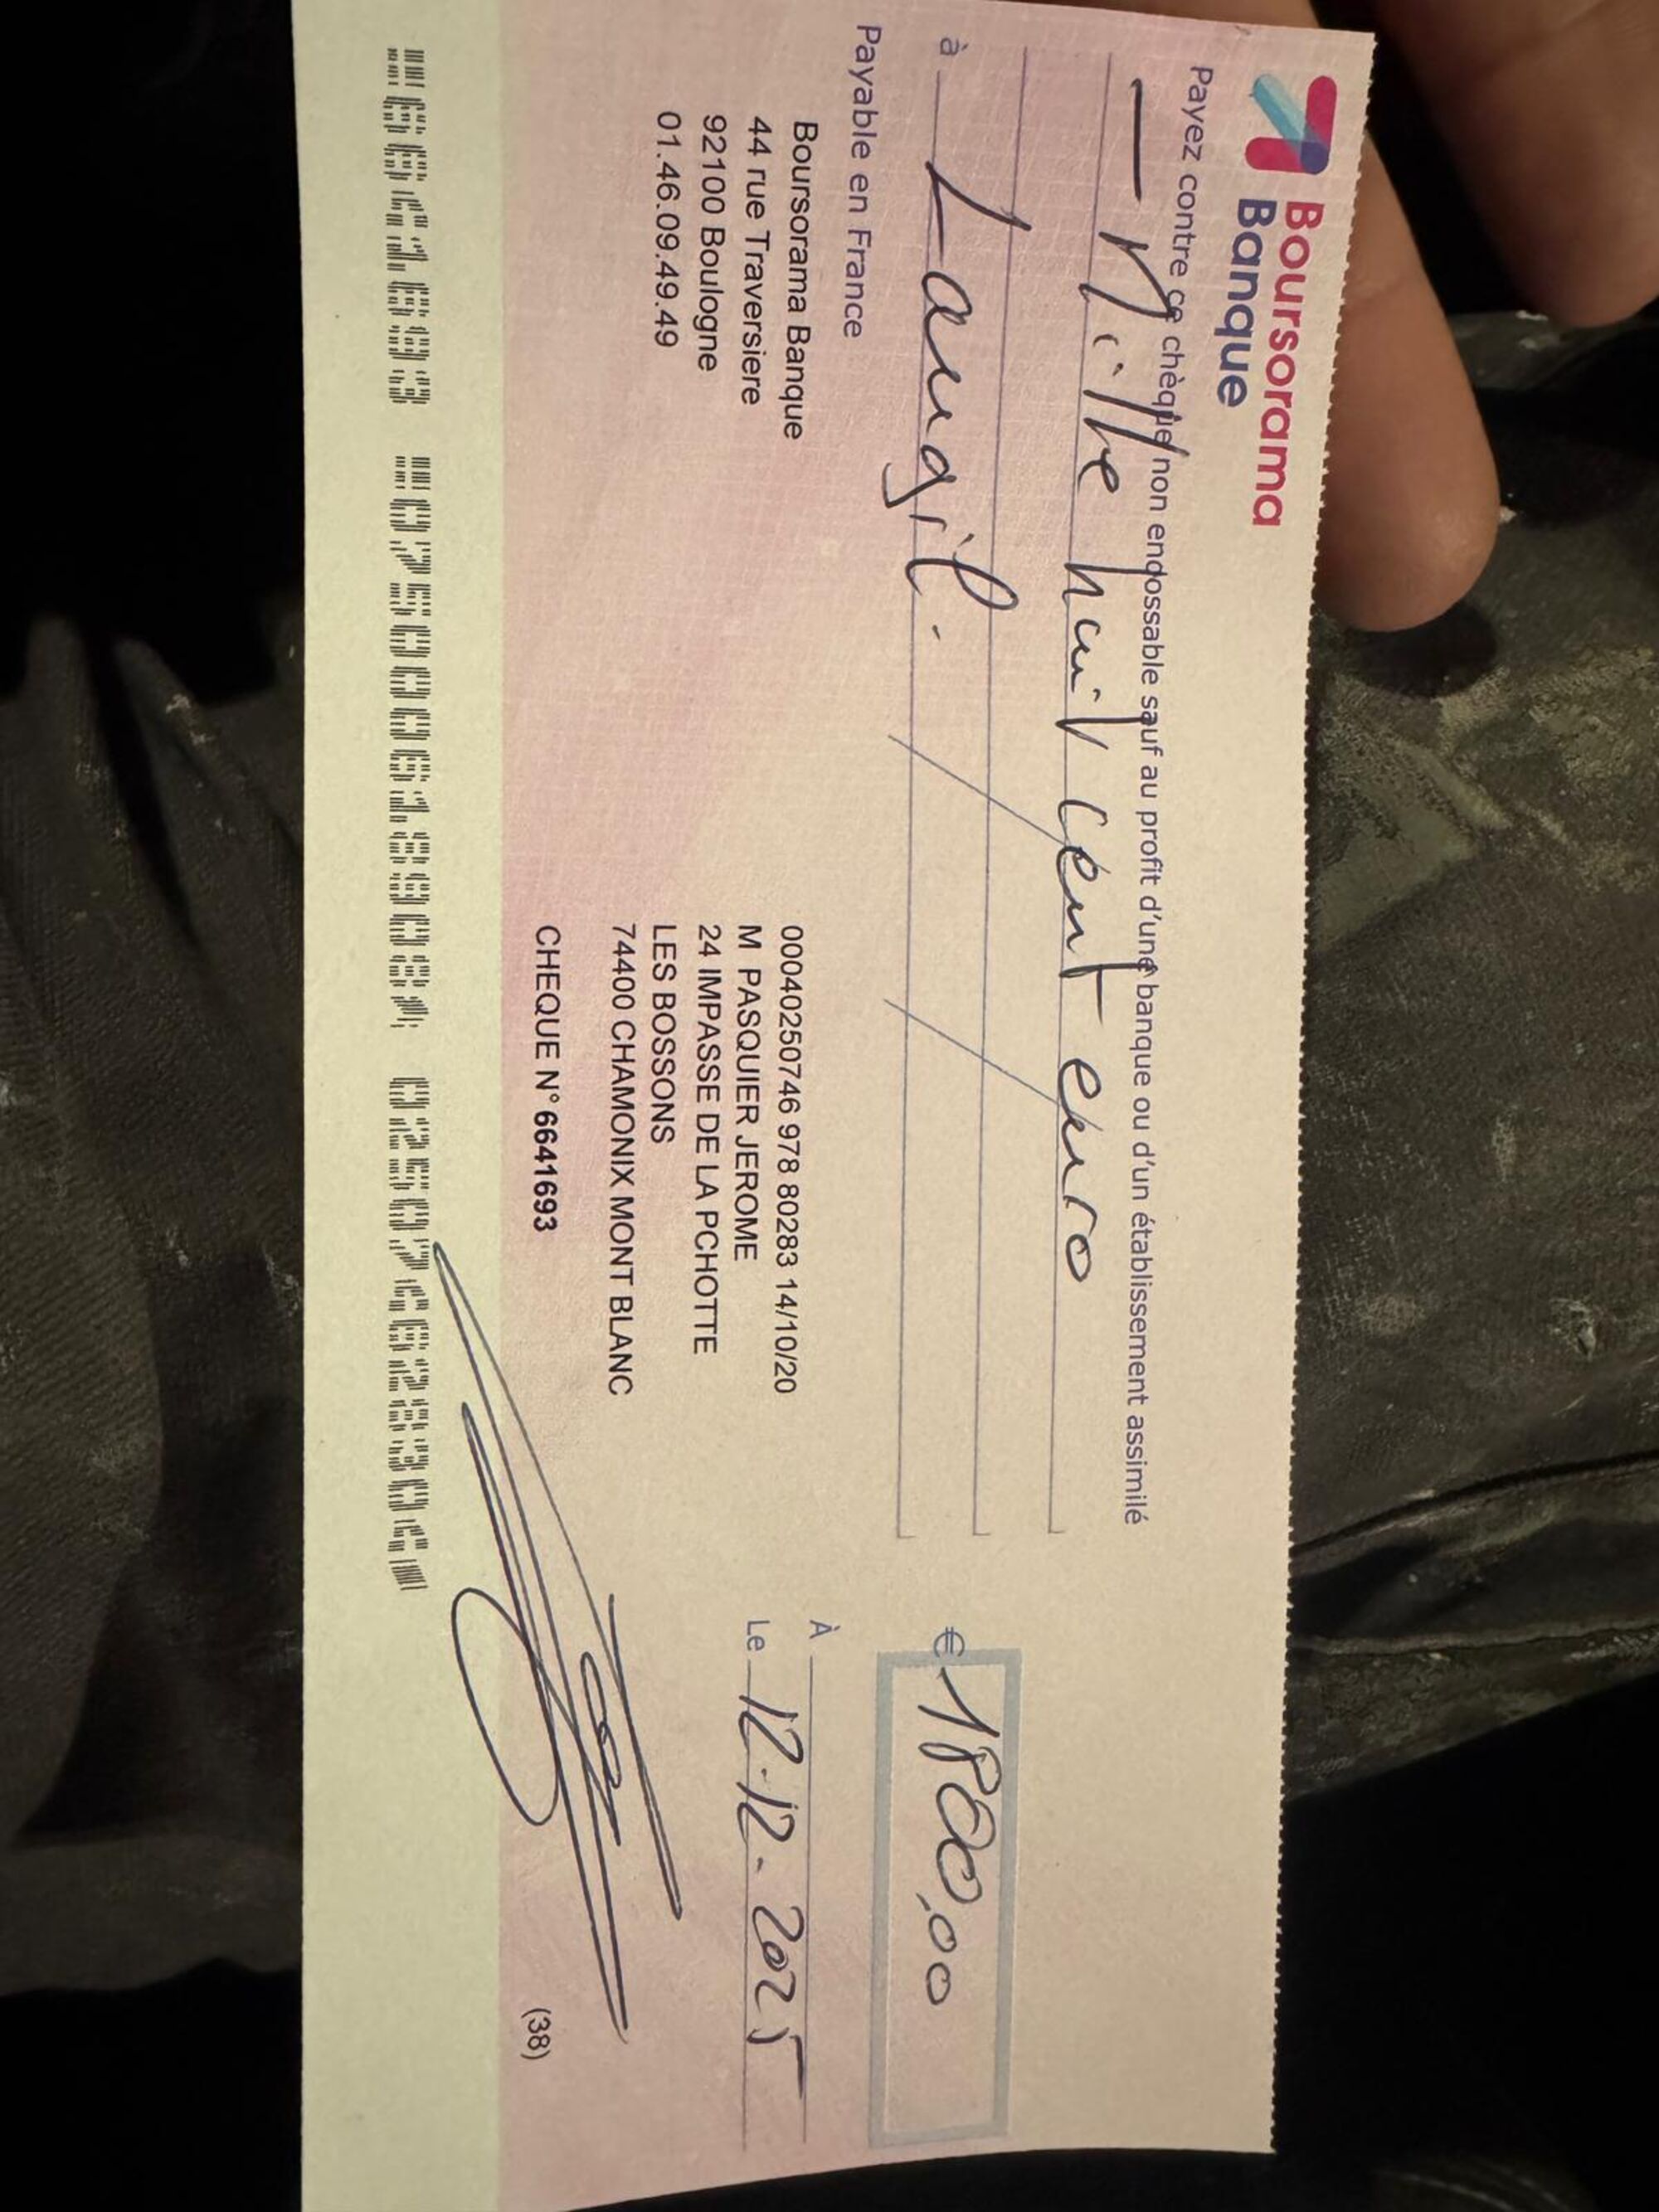 Boursorama
Banque
Payez contre ce chèque non endossable sauf au profit d'une banque ou d'un établissement assimilé
Mille huit cent euro
€ 1800,00
à Laugil.
Payable en France
À
Boursorama Banque
44 rue Traversiere
92100 Boulogne
01.46.09.49.49
00040250746 978 80283 14/10/20
M PASQUIER JEROME
24 IMPASSE DE LA PCHOTTE
LES BOSSONS
74400 CHAMONIX MONT BLANC
Le 12.12.2025
CHEQUE N° 6641693
(38)